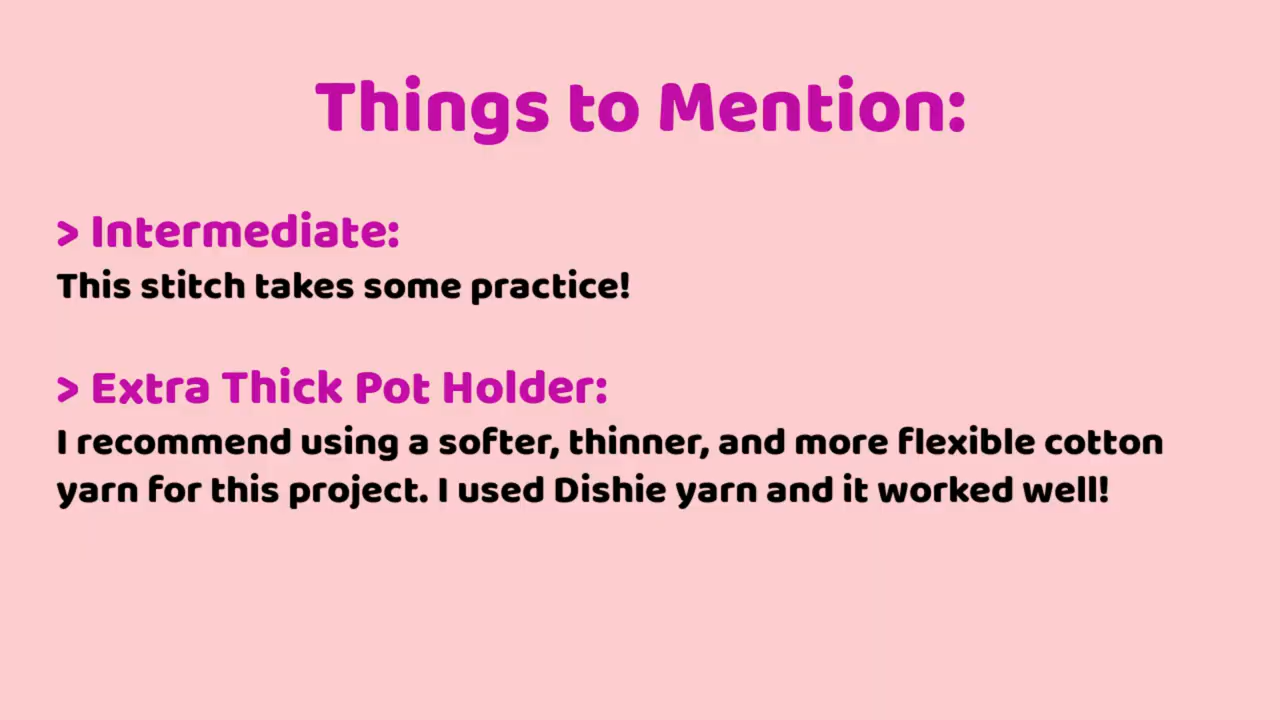 Things to Mention:
> Intermediate:
This stitch takes some practice!
> Extra Thick Pot Holder:
I recommend using a softer, thinner, and more flexible cotton
yarn for this project. I used Dishie yarn and it worked well!